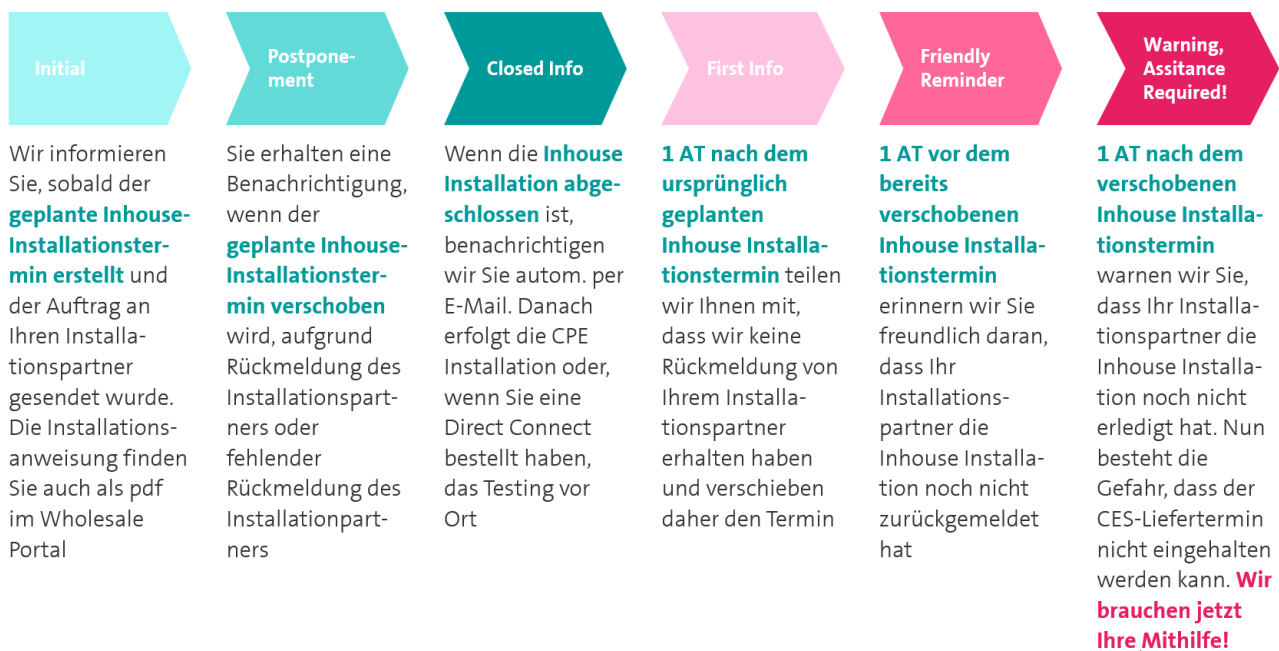 Initial
Wir informieren
Sie, sobald der
geplante Inhouse-
Installationster-
min erstellt und
der Auftrag an
Ihren Installa-
tionspartner
gesendet wurde.
Die Installations-
anweisung finden
Sie auch als pdf
im Wholesale
Portal
Postpone-
ment
Sie erhalten eine
Benachrichtigung,
wenn der
geplante Inhouse-
Installationster-
min verschoben
wird, aufgrund
Rückmeldung des
Installationspart-
ners oder
fehlender
Rückmeldung des
Installationpart-
ners
Closed Info
Wenn die Inhouse
Installation abge-
schlossen ist,
benachrichtigen
wir Sie autom. per
E-Mail. Danach
erfolgt die CPE
Installation oder,
wenn Sie eine
Direct Connect
bestellt haben,
das Testing vor
Ort
First Info
1 AT nach dem
ursprünglich
geplanten
Inhouse Installa-
tionstermin teilen
wir Ihnen mit,
dass wir keine
Rückmeldung von
Ihrem Installa-
tionspartner
erhalten haben
und verschieben
daher den Termin
Friendly
Reminder
1 AT vor dem
bereits
verschobenen
Inhouse Installa-
tionstermin
erinnern wir Sie
freundlich daran,
dass Ihr
Installations-
partner die
Inhouse Installa-
tion noch nicht
zurückgemeldet
hat
Warning,
Assitance
Required!
1 AT nach dem
verschobenen
Inhouse Installa-
tionstermin
warnen wir Sie,
dass Ihr Installa-
tionspartner die
Inhouse Installa-
tion noch nicht
erledigt hat. Nun
besteht die
Gefahr, dass der
CES-Liefertermin
nicht eingehalten
werden kann. Wir
brauchen jetzt
Ihre Mithilfe!